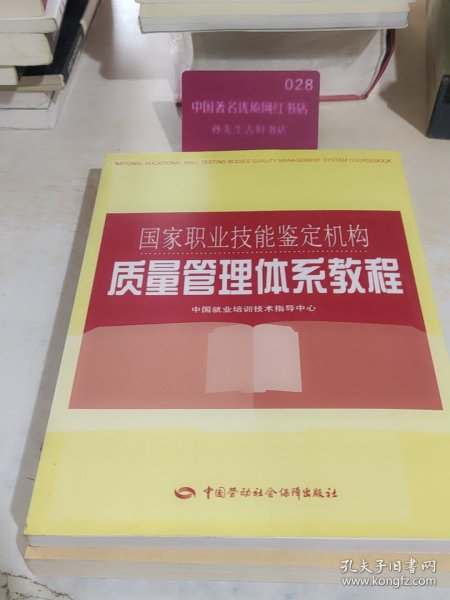 028
中国著名优质网红书店
孙先生古旧书店
NATIONAL VOCATIONAL SKILL TESTING BODIES QUALITY MANAGEMENT SYSTEM COURSEBOOK
国家职业技能鉴定机构
质量管理体系教程
中国就业培训技术指导中心
中国劳动社会保障出版社
孔夫子旧书网
www.kongfz.com